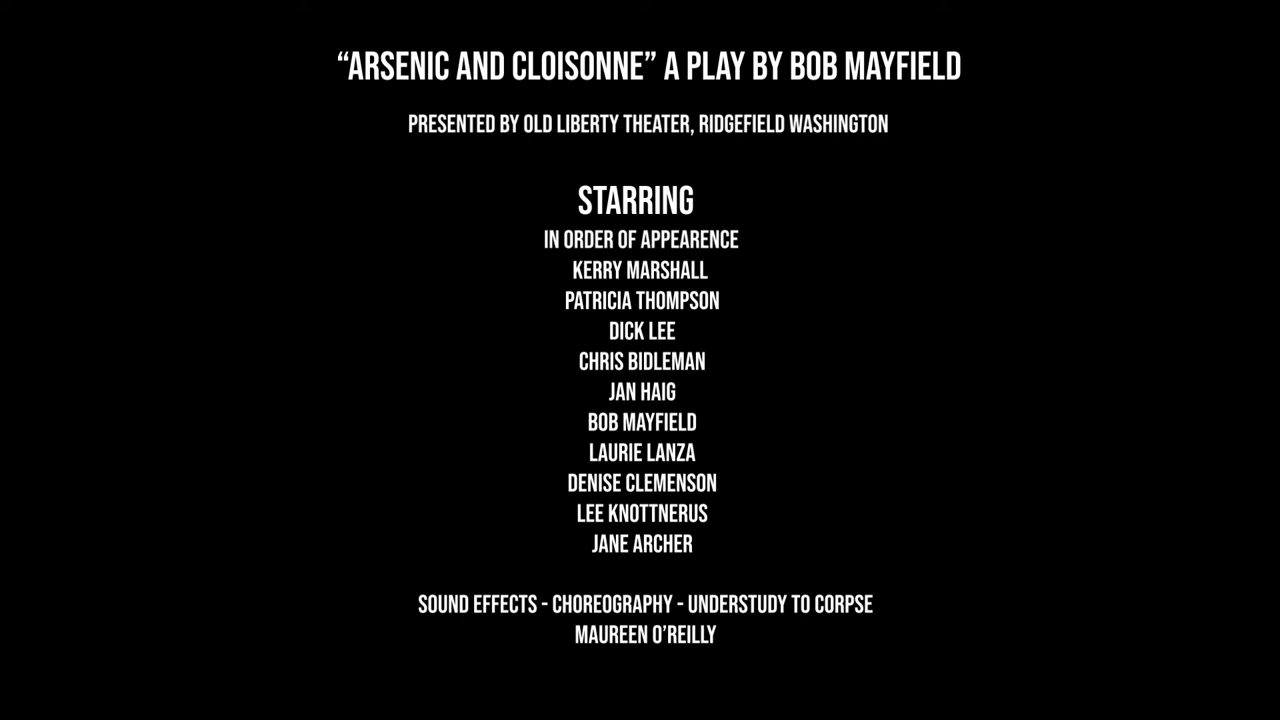 “ARSENIC AND CLOISONNE” A PLAY BY BOB MAYFIELD
PRESENTED BY OLD LIBERTY THEATER, RIDGEFIELD WASHINGTON
STARRING
IN ORDER OF APPEARENCE
KERRY MARSHALL
PATRICIA THOMPSON
DICK LEE
CHRIS BIDLEMAN
JAN HAIG
BOB MAYFIELD
LAURIE LANZA
DENISE CLEMENSON
LEE KNOTTNERUS
JANE ARCHER
SOUND EFFECTS - CHOREOGRAPHY - UNDERSTUDY TO CORPSE
MAUREEN O’REILLY